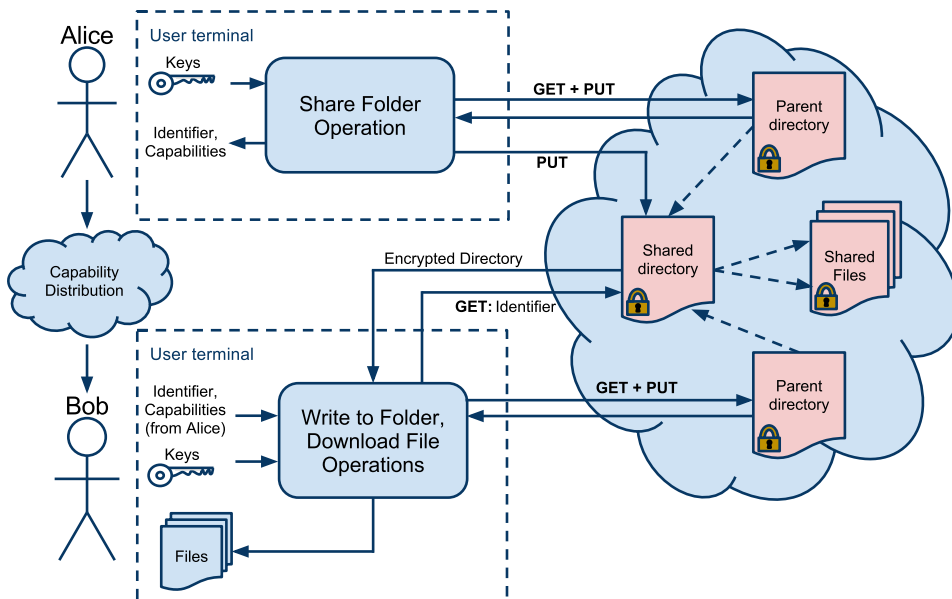 Alice
User terminal
Keys
Identifier,
Capabilities
Share Folder
Operation
GET + PUT
PUT
Parent
directory
Shared
directory
Shared
Files
Capability
Distribution
Encrypted Directory
GET: Identifier
Bob
User terminal
Identifier,
Capabilities
(from Alice)
Keys
Write to Folder,
Download File
Operations
GET + PUT
Parent
directory
Files